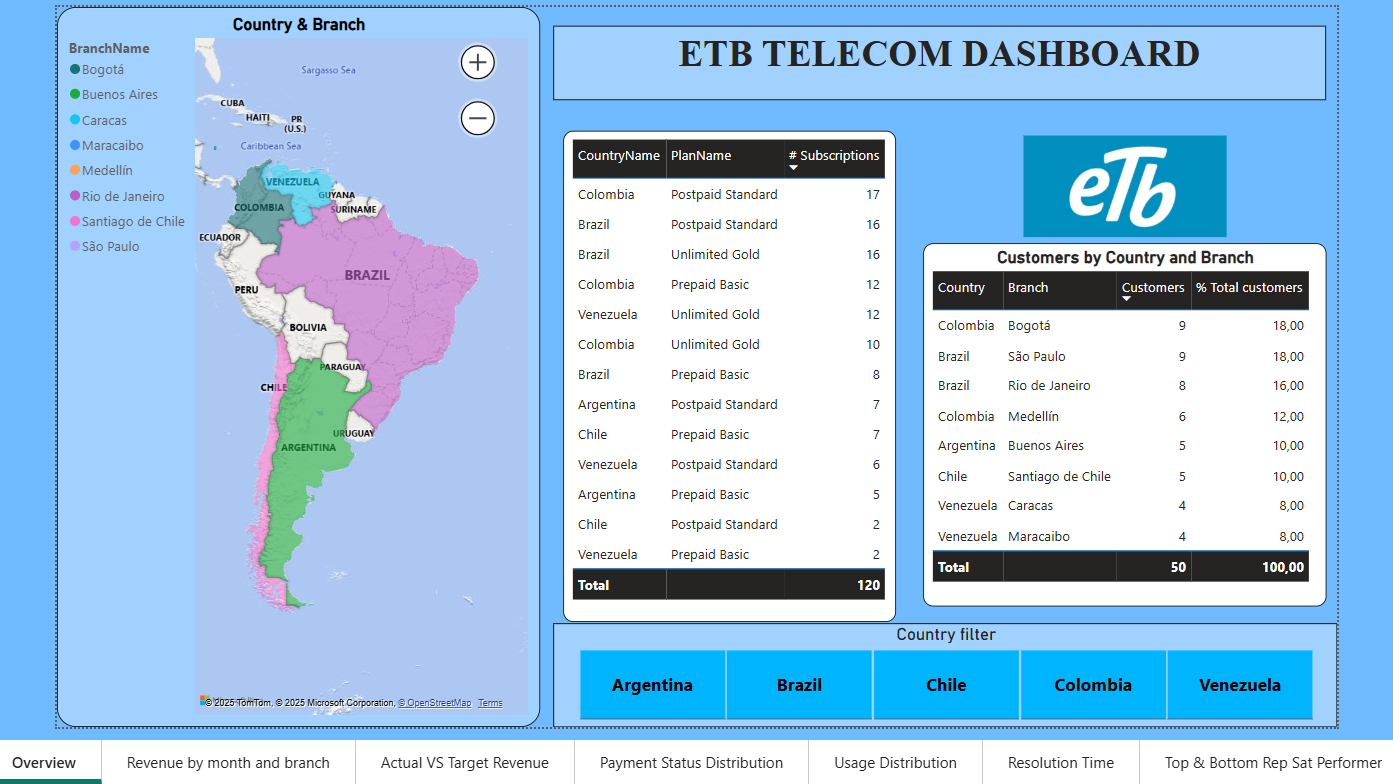 Country & Branch
BranchName
Bogotá
Buenos Aires
Caracas
Maracaibo
Medellín
Rio de Janeiro
Santiago de Chile
São Paulo
Sargasso Sea
CUBA
HAITI
PR
(U.S.)
Caribbean Sea
VENEZUELA
GUYANA
SURINAME
COLOMBIA
ECUADOR
BRAZIL
PERU
BOLIVIA
PARAGUAY
CHILE
URUGUAY
ARGENTINA
© 2025 TomTom, © 2025 Microsoft Corporation, © OpenStreetMap Terms
ETB TELECOM DASHBOARD
CountryName PlanName # Subscriptions
Colombia Postpaid Standard 17
Brazil Postpaid Standard 16
Brazil Unlimited Gold 16
Colombia Prepaid Basic 12
Venezuela Unlimited Gold 12
Colombia Unlimited Gold 10
Brazil Prepaid Basic 8
Argentina Postpaid Standard 7
Chile Prepaid Basic 7
Venezuela Postpaid Standard 6
Argentina Prepaid Basic 5
Chile Postpaid Standard 2
Venezuela Prepaid Basic 2
Total 120
eTb
Customers by Country and Branch
Country Branch Customers % Total customers
Colombia Bogotá 9 18,00
Brazil São Paulo 9 18,00
Brazil Rio de Janeiro 8 16,00
Colombia Medellín 6 12,00
Argentina Buenos Aires 5 10,00
Chile Santiago de Chile 5 10,00
Venezuela Caracas 4 8,00
Venezuela Maracaibo 4 8,00
Total 50 100,00
Country filter
Argentina Brazil Chile Colombia Venezuela
Overview Revenue by month and branch Actual VS Target Revenue Payment Status Distribution Usage Distribution Resolution Time Top & Bottom Rep Sat Performer